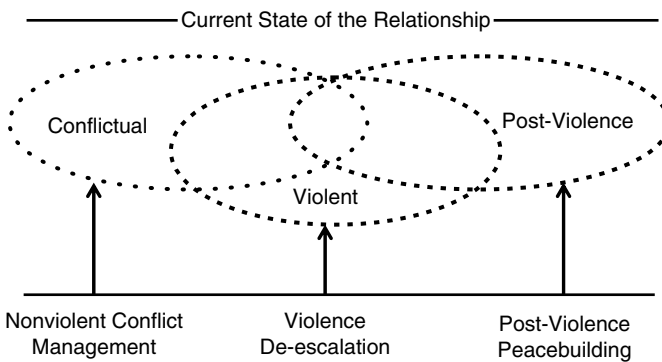 Current State of the Relationship
Conflictual
Post-Violence
Violent
Nonviolent Conflict
Management
Violence
De-escalation
Post-Violence
Peacebuilding